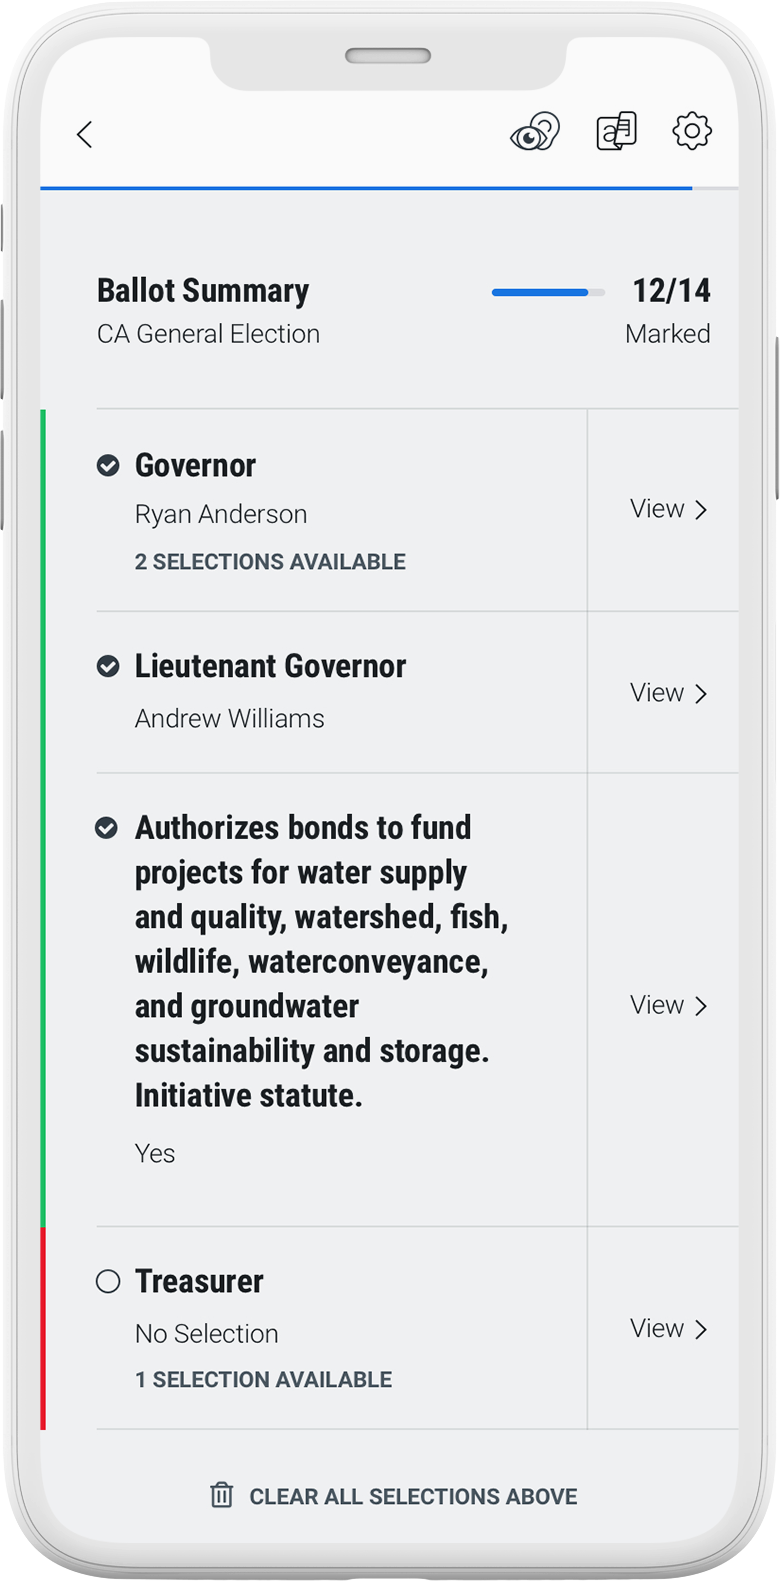 a
Ballot Summary
12/14
CA General Election
Marked
Governor
Ryan Anderson
View
2 SELECTIONS AVAILABLE
Lieutenant Governor
View
Andrew Williams
Authorizes bonds to fund
projects for water supply
and quality, watershed, fish,
wildlife, waterconveyance,
and groundwater
View
sustainability and storage.
Initiative statute.
Yes
Treasurer
No Selection
View
1 SELECTION AVAILABLE
CLEAR ALL SELECTIONS ABOVE